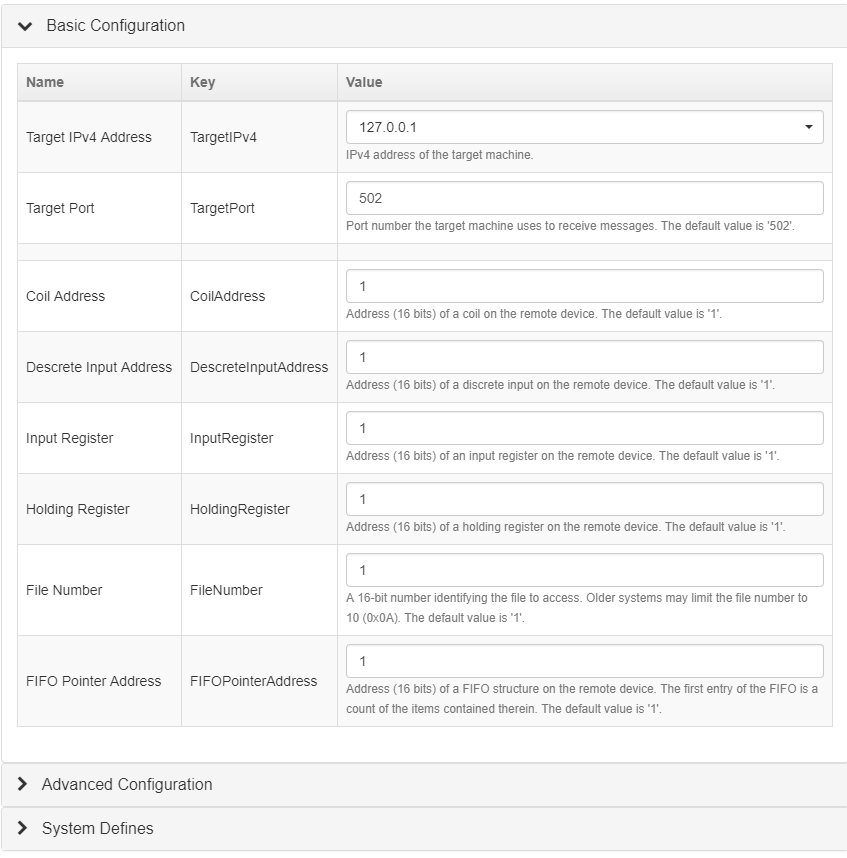 Basic Configuration
Name Key Value
Target IPv4 Address TargetIPv4 127.0.0.1
IPv4 address of the target machine.
Target Port TargetPort 502
Port number the target machine uses to receive messages. The default value is '502'.
Coil Address CoilAddress 1
Address (16 bits) of a coil on the remote device. The default value is '1'.
Descrete Input Address DescreteInputAddress 1
Address (16 bits) of a discrete input on the remote device. The default value is '1'.
Input Register InputRegister 1
Address (16 bits) of an input register on the remote device. The default value is '1'.
Holding Register HoldingRegister 1
Address (16 bits) of a holding register on the remote device. The default value is '1'.
File Number FileNumber 1
A 16-bit number identifying the file to access. Older systems may limit the file number to
10 (0x0A). The default value is '1'.
FIFO Pointer Address FIFOPointerAddress 1
Address (16 bits) of a FIFO structure on the remote device. The first entry of the FIFO is a
count of the items contained therein. The default value is '1'.
Advanced Configuration
System Defines